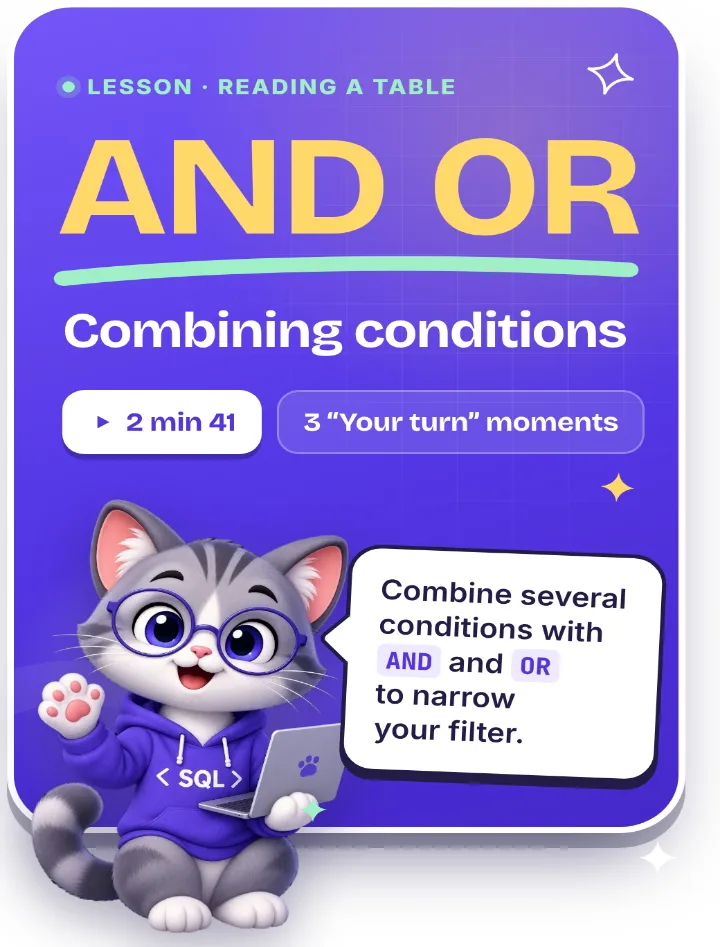 LESSON · READING A TABLE
AND OR
Combining conditions
2 min 41
3 “Your turn” moments
Combine several
conditions with
AND and OR
to narrow
your filter.
< SQL >